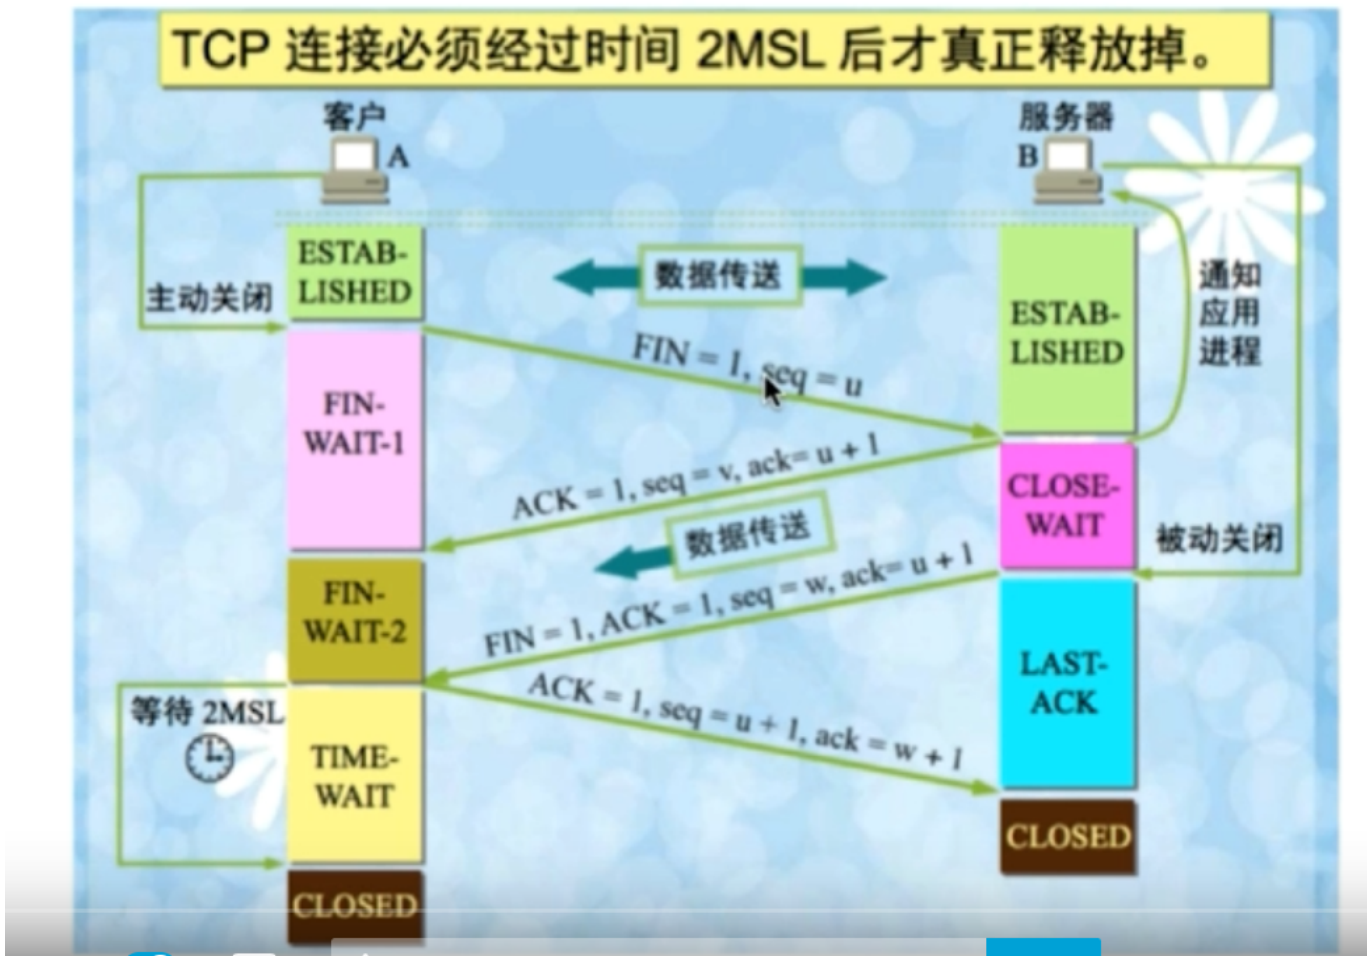 TCP 连接必须经过时间 2MSL 后才真正释放掉。
客户
A
服务器
B
ESTAB-
LISHED
数据传送
ESTAB-
LISHED
通知
应用
进程
主动关闭
FIN = 1, seq = u
FIN-
WAIT-1
ACK = 1, seq = v, ack= u + 1
CLOSE-
WAIT
数据传送
被动关闭
FIN-
WAIT-2
FIN = 1, ACK = 1, seq = w, ack= u + 1
LAST-
ACK
ACK = 1, seq = u + 1, ack = w + 1
等待 2MSL
TIME-
WAIT
CLOSED
CLOSED